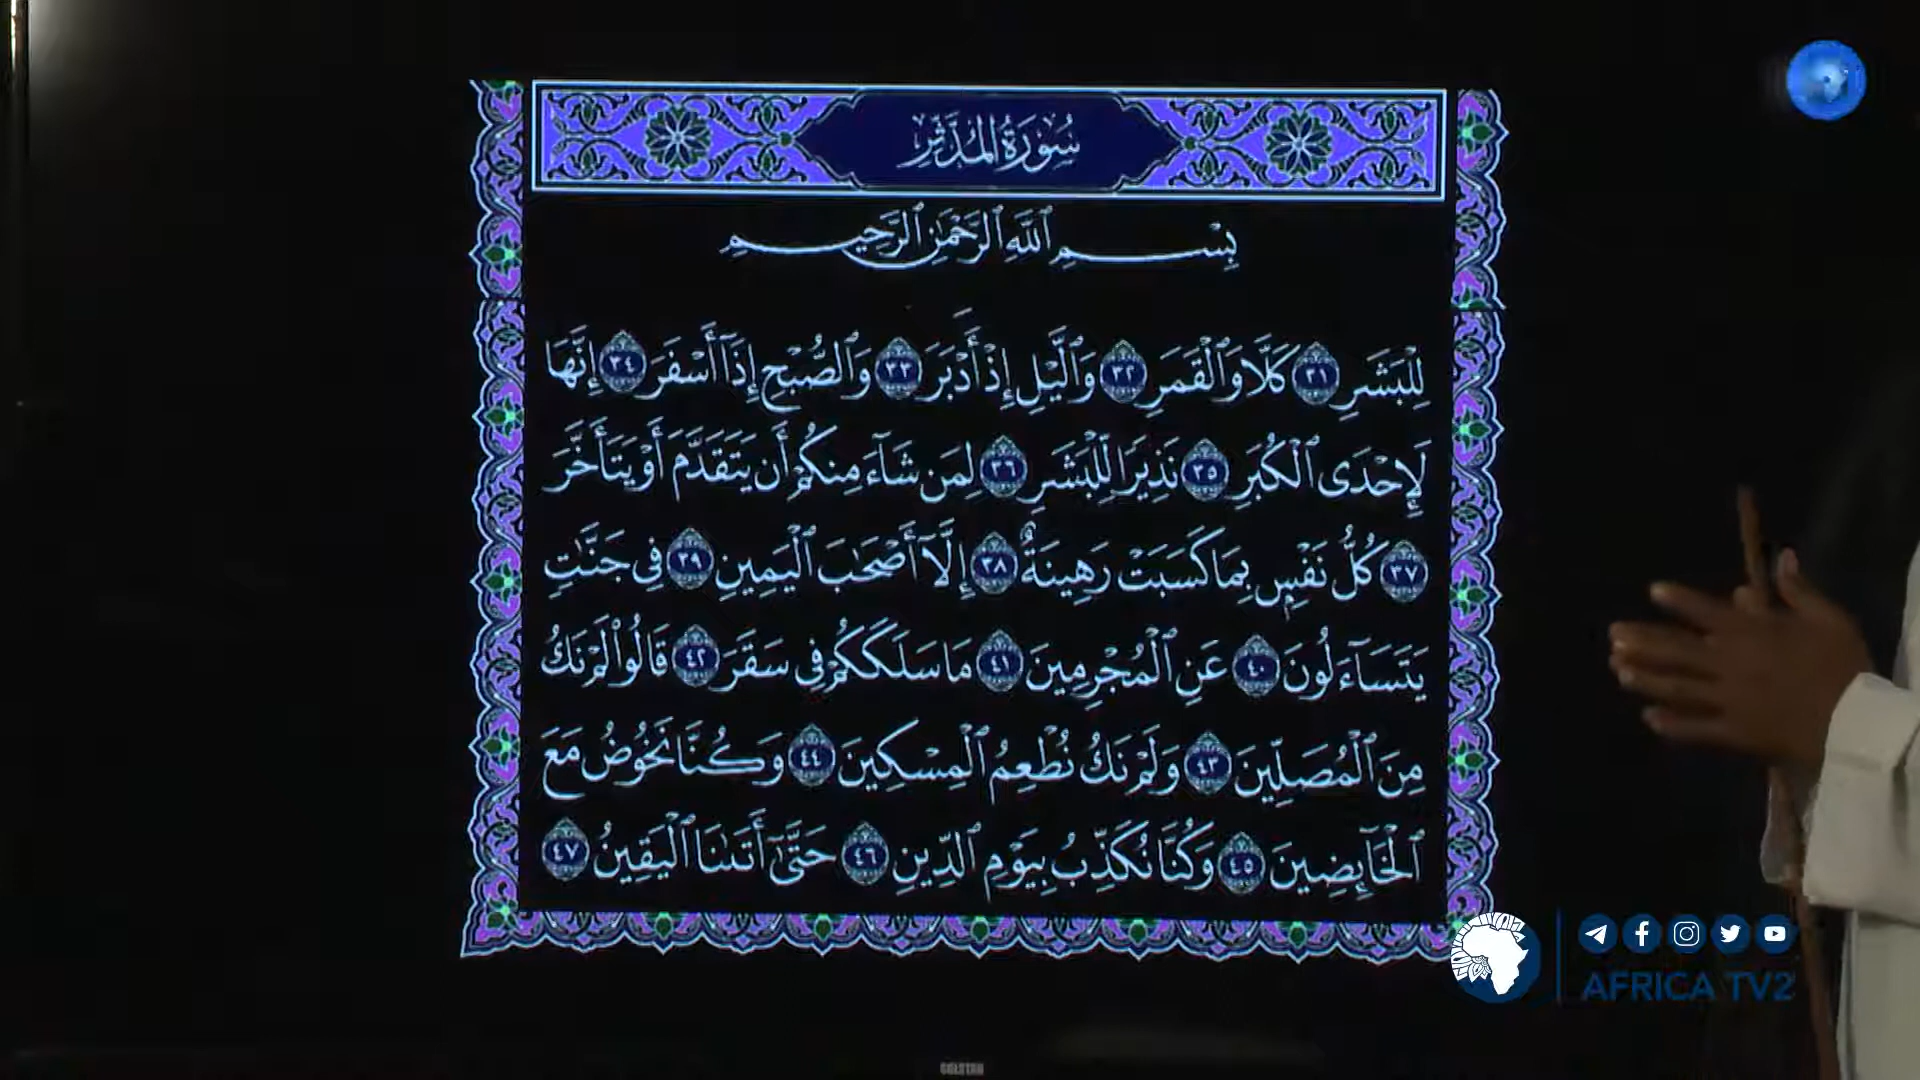 سُورَةُ المُدَّثِّرِ
بِسْمِ ٱللَّهِ ٱلرَّحْمَٰنِ ٱلرَّحِيمِ
لِلْبَشَرِ ٣١ كَلَّا وَٱلْقَمَرِ ٣٢ وَٱلَّيْلِ إِذْ أَدْبَرَ ٣٣ وَٱلصُّبْحِ إِذَآ أَسْفَرَ ٣٤ إِنَّهَا
لَإِحْدَى ٱلْكُبَرِ ٣٥ نَذِيرًا لِّلْبَشَرِ ٣٦ لِمَن شَآءَ مِنكُمْ أَن يَتَقَدَّمَ أَوْ يَتَأَخَّرَ
٣٧ كُلُّ نَفْسٍۭ بِمَا كَسَبَتْ رَهِينَةٌ ٣٨ إِلَّآ أَصْحَٰبَ ٱلْيَمِينِ ٣٩ فِى جَنَّٰتٍ
يَتَسَآءَلُونَ ٤٠ عَنِ ٱلْمُجْرِمِينَ ٤١ مَا سَلَكَكُمْ فِى سَقَرَ ٤٢ قَالُوا۟ لَمْ نَكُ
مِنَ ٱلْمُصَلِّينَ ٤٣ وَلَمْ نَكُ نُطْعِمُ ٱلْمِسْكِينَ ٤٤ وَكُنَّا نَخُوضُ مَعَ
ٱلْخَآئِضِينَ ٤٥ وَكُنَّا نُكَذِّبُ بِيَوْمِ ٱلدِّينِ ٤٦ حَتَّىٰٓ أَتَىٰنَا ٱلْيَقِينُ ٤٧
AFRICA TV2